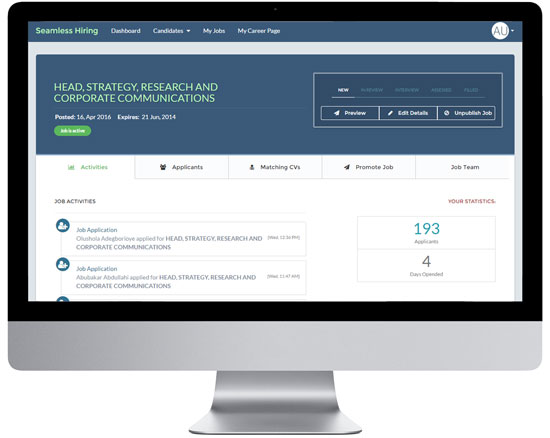 Seamless Hiring Dashboard Candidates My Jobs My Career Page AU
HEAD, STRATEGY, RESEARCH AND
CORPORATE COMMUNICATIONS
Posted: 16, Apr 2016 Expires: 21 Jun, 2014
Job is active
NEW INREVIEW INTERVIEW ASSESSED FILLED
Preview Edit Details Unpublish Job
Activities Applicants Matching CVs Promote Job Job Team
JOB ACTIVITIES
YOUR STATISTICS
Job Application
Olushola Adegborioye applied for HEAD, STRATEGY, RESEARCH AND [Wed, 12:36 PM]
CORPORATE COMMUNICATIONS
Job Application
Abubakar Abdullahi applied for HEAD, STRATEGY, RESEARCH AND [Wed, 11:47 AM]
CORPORATE COMMUNICATIONS
193
Applicants
4
Days Opended